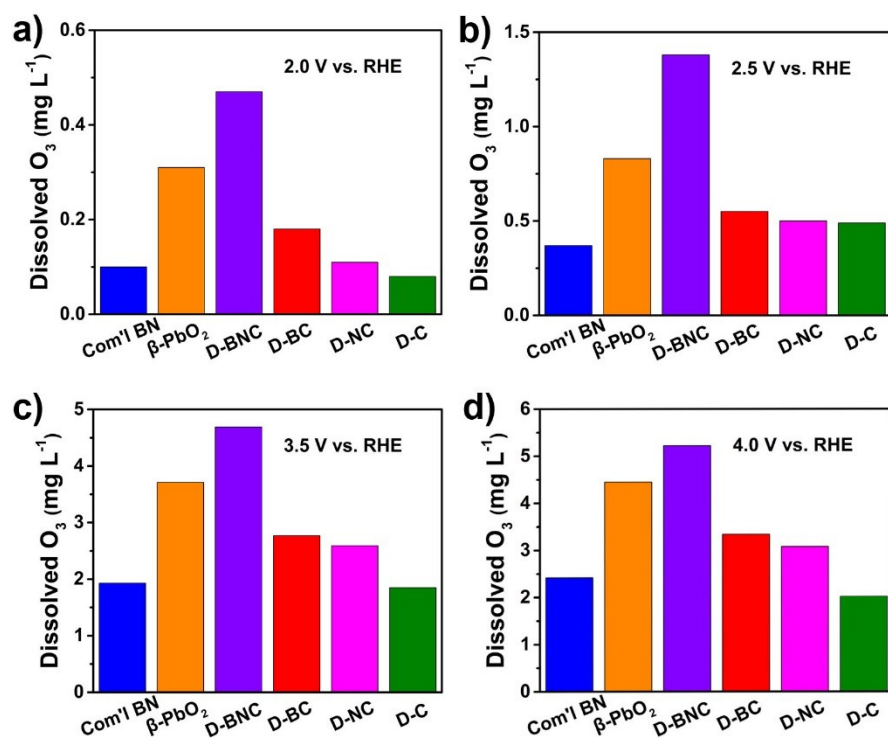 a)
2.0 V vs. RHE
Dissolved O₃ (mg L⁻¹)
0.6
0.4
0.2
0.0
Com'l BN
β-PbO₂
D-BNC
D-BC
D-NC
D-C
b)
2.5 V vs. RHE
Dissolved O₃ (mg L⁻¹)
1.5
1.0
0.5
0.0
Com'l BN
β-PbO₂
D-BNC
D-BC
D-NC
D-C
c)
3.5 V vs. RHE
Dissolved O₃ (mg L⁻¹)
5
4
3
2
1
0
Com'l BN
β-PbO₂
D-BNC
D-BC
D-NC
D-C
d)
4.0 V vs. RHE
Dissolved O₃ (mg L⁻¹)
6
5
4
3
2
1
0
Com'l BN
β-PbO₂
D-BNC
D-BC
D-NC
D-C